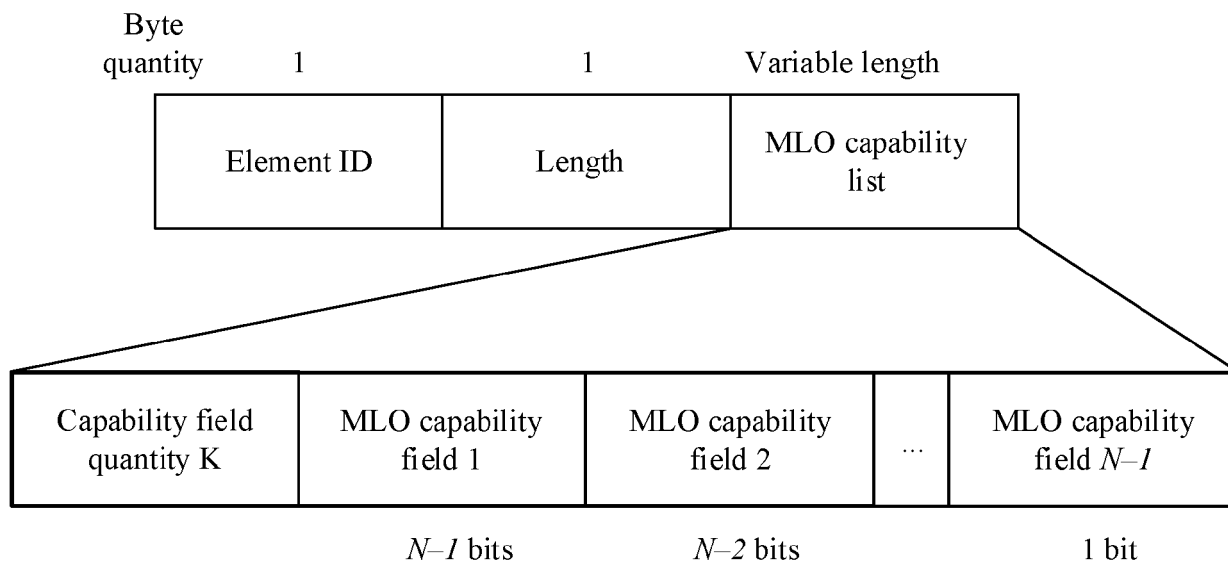 Byte
quantity
1
1
Variable length
Element ID
Length
MLO capability
list
Capability field
quantity K
MLO capability
field 1
MLO capability
field 2
...
MLO capability
field N–1
N–1 bits
N–2 bits
1 bit